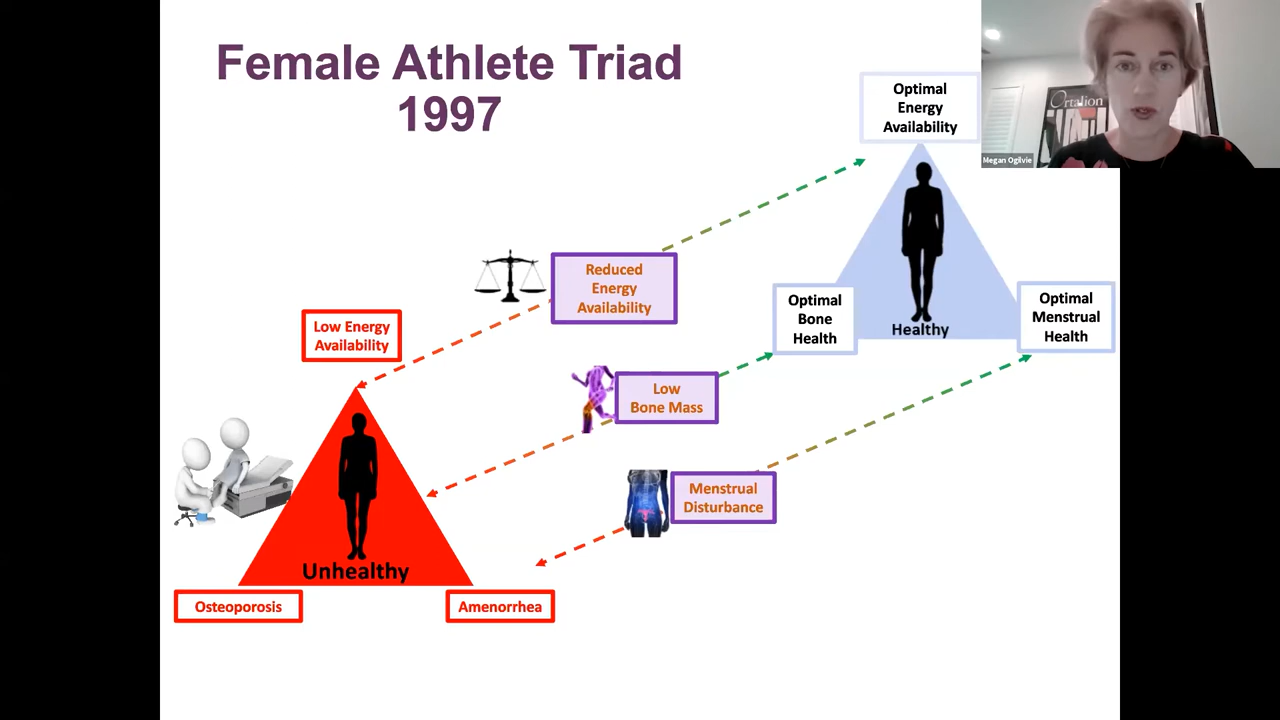 Female Athlete Triad
1997
Optimal
Energy
Availability
Ortalion
Megan Ogilvie
Reduced
Energy
Availability
Optimal
Bone
Health
Optimal
Menstrual
Health
Healthy
Low Energy
Availability
Low
Bone Mass
Menstrual
Disturbance
Unhealthy
Osteoporosis
Amenorrhea